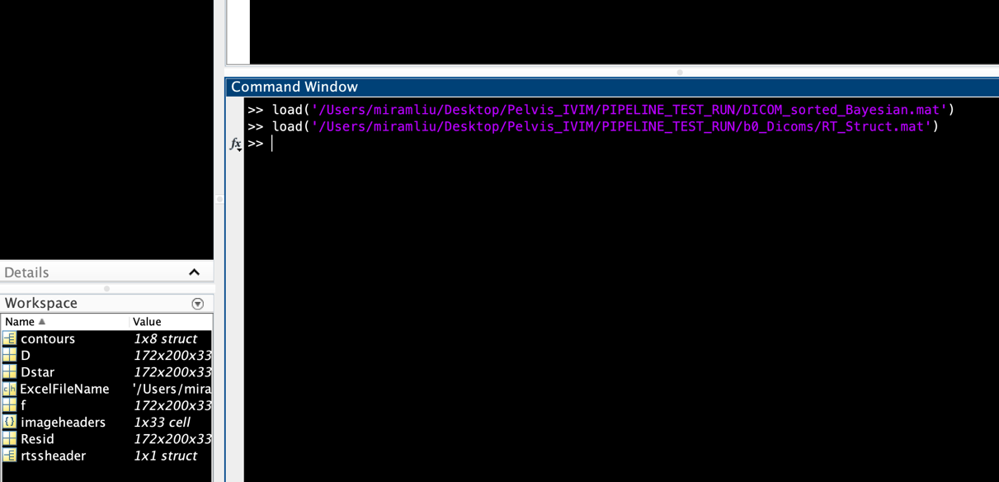 Command Window
>> load('/Users/miramliu/Desktop/Pelvis_IVIM/PIPELINE_TEST_RUN/DICOM_sorted_Bayesian.mat')
>> load('/Users/miramliu/Desktop/Pelvis_IVIM/PIPELINE_TEST_RUN/b0_Dicoms/RT_Struct.mat')
fx >>
Details
Workspace
Name Value
contours 1x8 struct
D 172x200x33
Dstar 172x200x33
ch ExcelFileName '/Users/mira
f 172x200x33
{} imageheaders 1x33 cell
Resid 172x200x33
rtssheader 1x1 struct